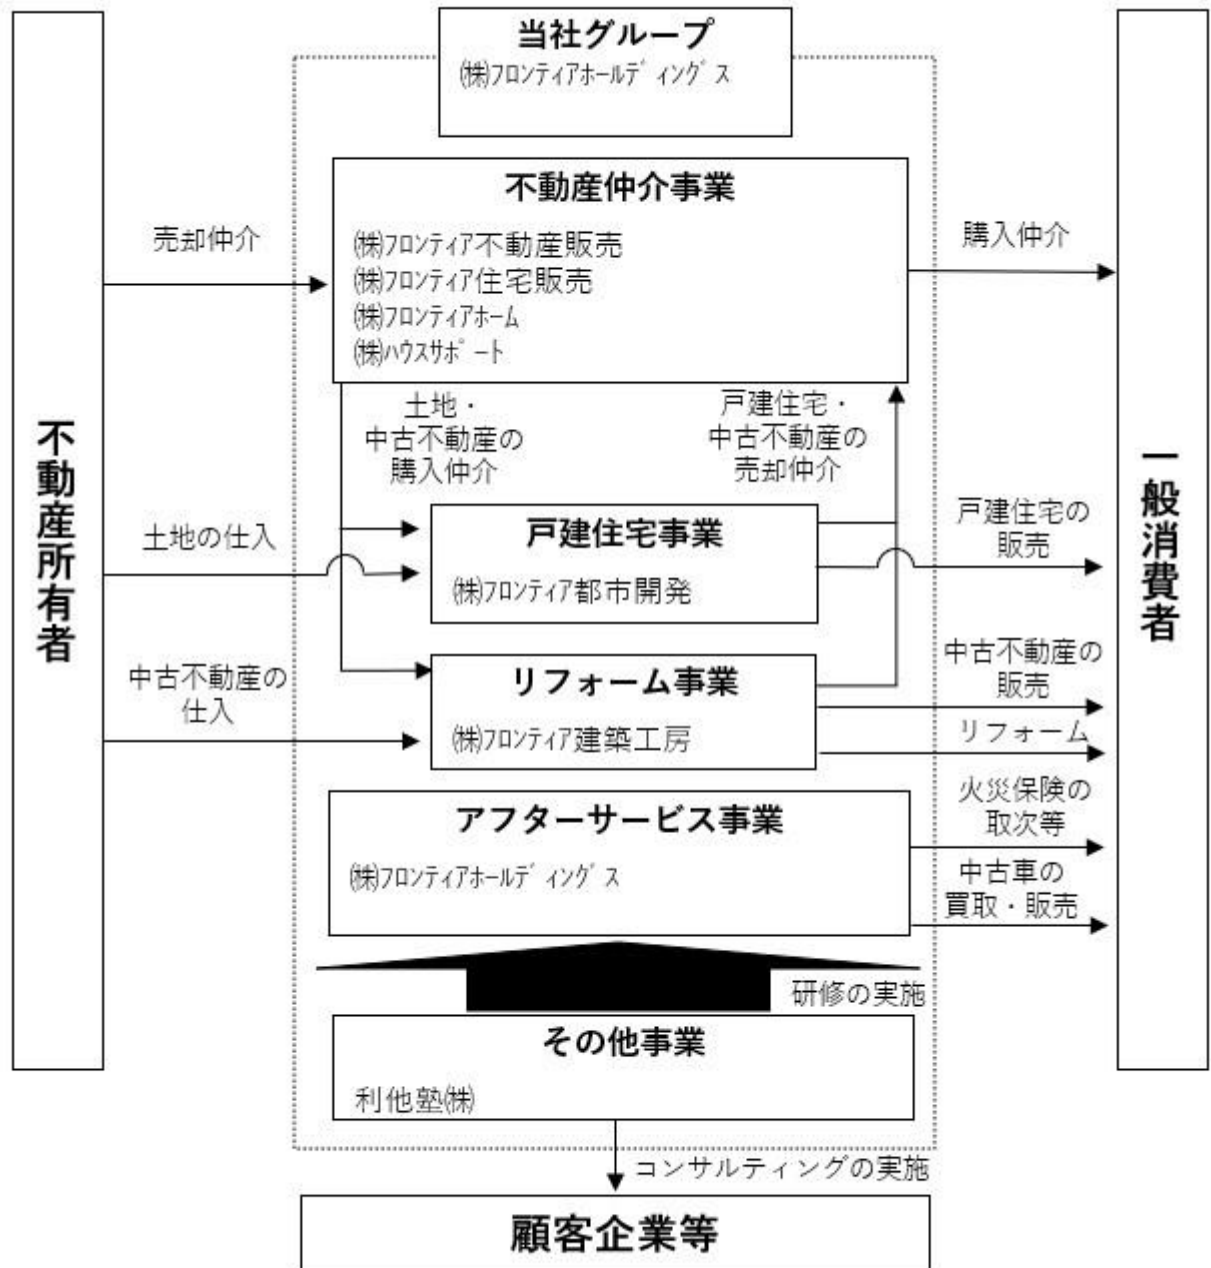 当社グループ
㈱ﾌﾛﾝﾃｨｱﾎｰﾙﾃﾞｨﾝｸﾞｽ
不動産仲介事業
㈱ﾌﾛﾝﾃｨｱ不動産販売
㈱ﾌﾛﾝﾃｨｱ住宅販売
㈱ﾌﾛﾝﾃｨｱﾎｰﾑ
㈱ﾊｳｽｻﾎﾟｰﾄ
売却仲介
購入仲介
土地・
中古不動産の
購入仲介
戸建住宅・
中古不動産の
売却仲介
不動産所有者
一般消費者
土地の仕入
戸建住宅事業
㈱ﾌﾛﾝﾃｨｱ都市開発
戸建住宅の
販売
中古不動産の
仕入
リフォーム事業
㈱ﾌﾛﾝﾃｨｱ建築工房
中古不動産の
販売
リフォーム
アフターサービス事業
㈱ﾌﾛﾝﾃｨｱﾎｰﾙﾃﾞｨﾝｸﾞｽ
火災保険の
取次等
中古車の
買取・販売
研修の実施
その他事業
利他塾㈱
コンサルティングの実施
顧客企業等